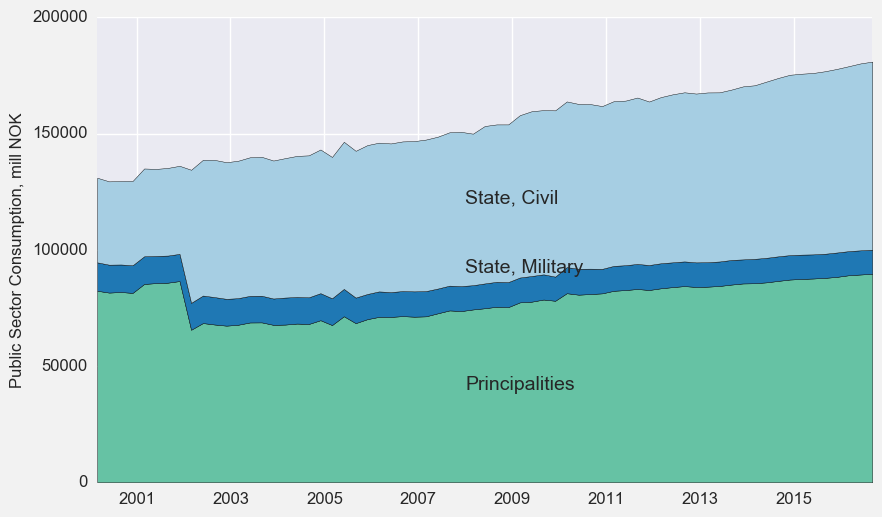 200000
150000
100000
50000
0
Public Sector Consumption, mill NOK
State, Civil
State, Military
Principalities
2001 2003 2005 2007 2009 2011 2013 2015